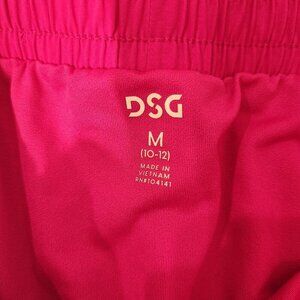 DSG
M
(10-12)
MADE IN
VIETNAM
RN#104141